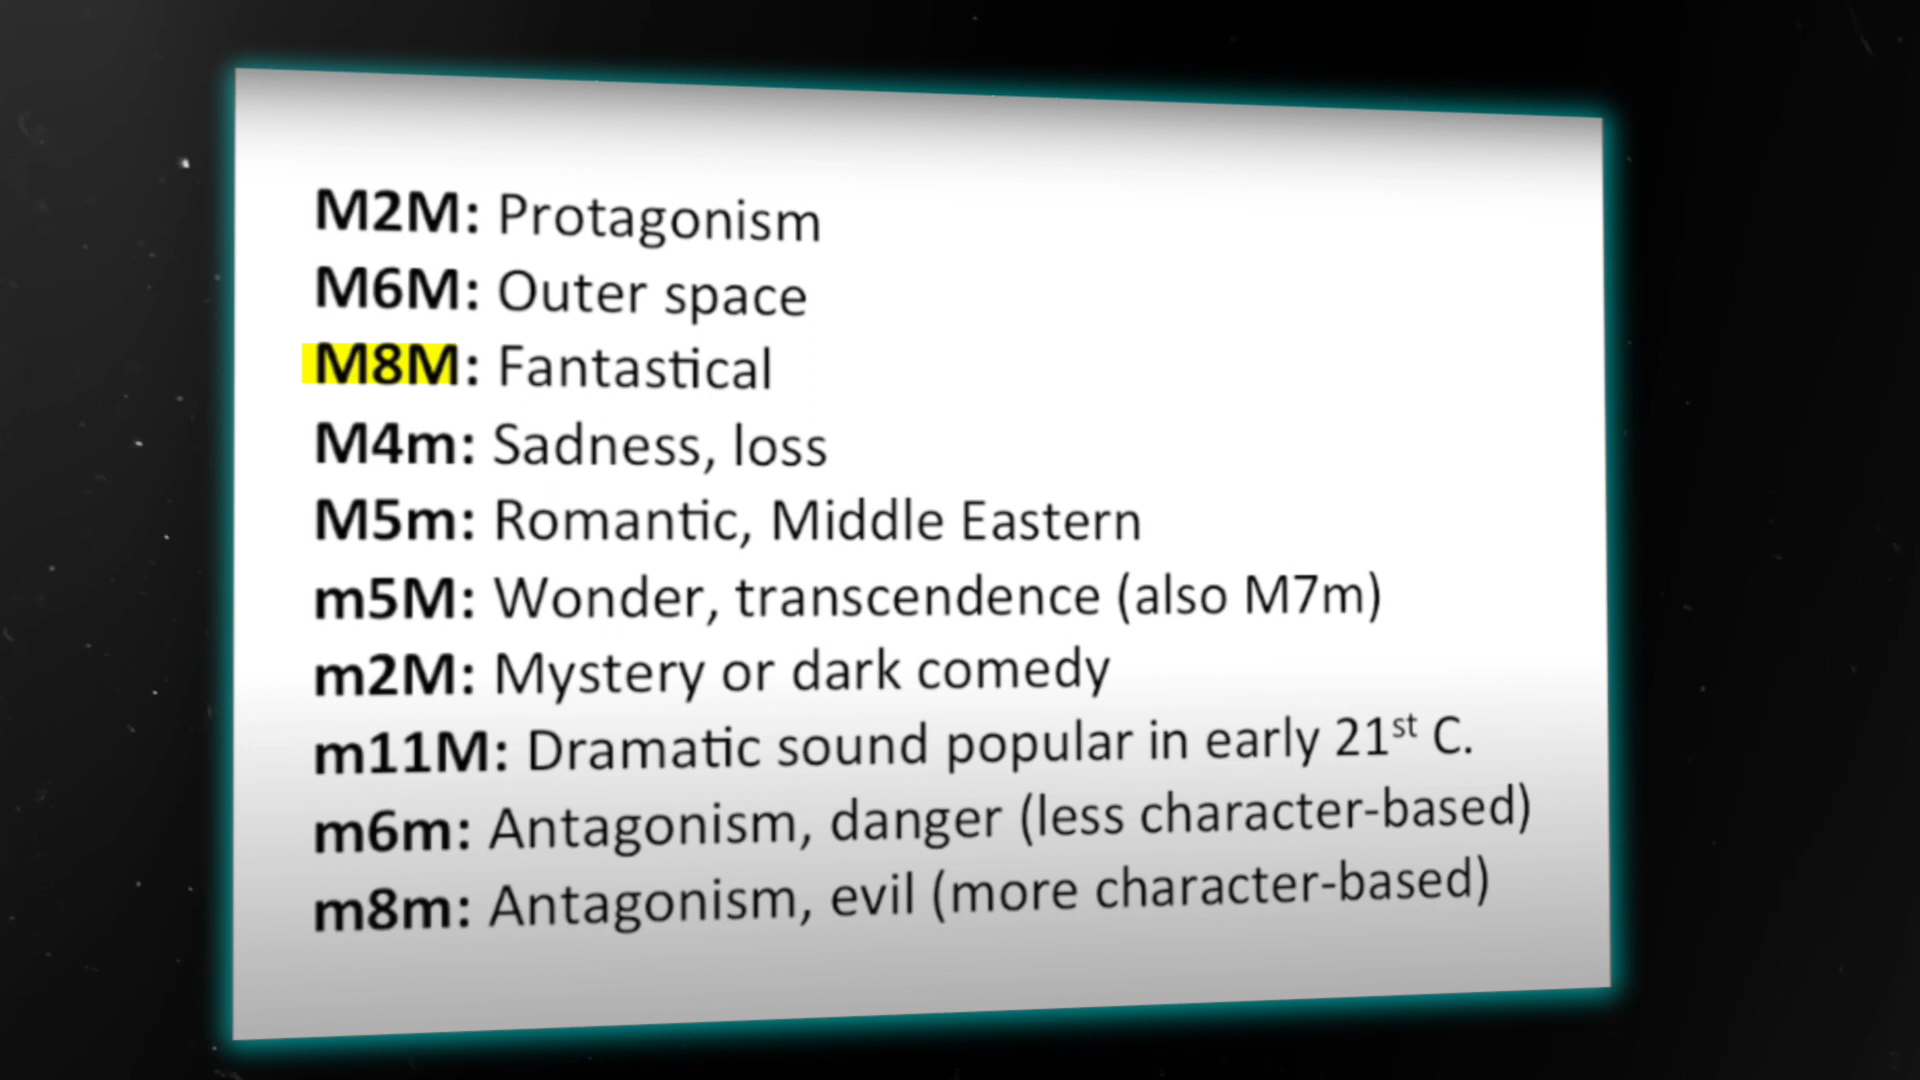 M2M: Protagonism
M6M: Outer space
M8M: Fantastical
M4m: Sadness, loss
M5m: Romantic, Middle Eastern
m5M: Wonder, transcendence (also M7m)
m2M: Mystery or dark comedy
m11M: Dramatic sound popular in early 21st C.
m6m: Antagonism, danger (less character-based)
m8m: Antagonism, evil (more character-based)